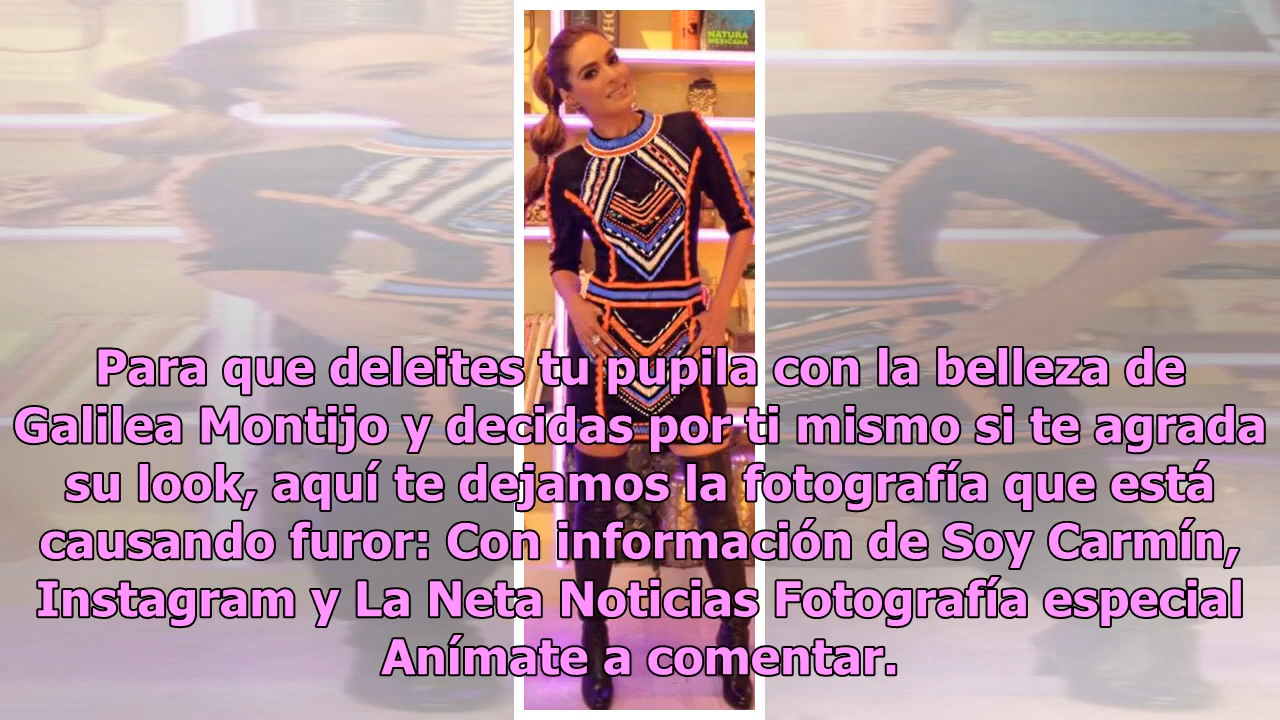 NATURA
MEXICANA
Para que deleites tu pupila con la belleza de
Galilea Montijo y decidas por ti mismo si te agrada
su look, aquí te dejamos la fotografía que está
causando furor: Con información de Soy Carmín,
Instagram y La Neta Noticias Fotografía especial
Anímate a comentar.